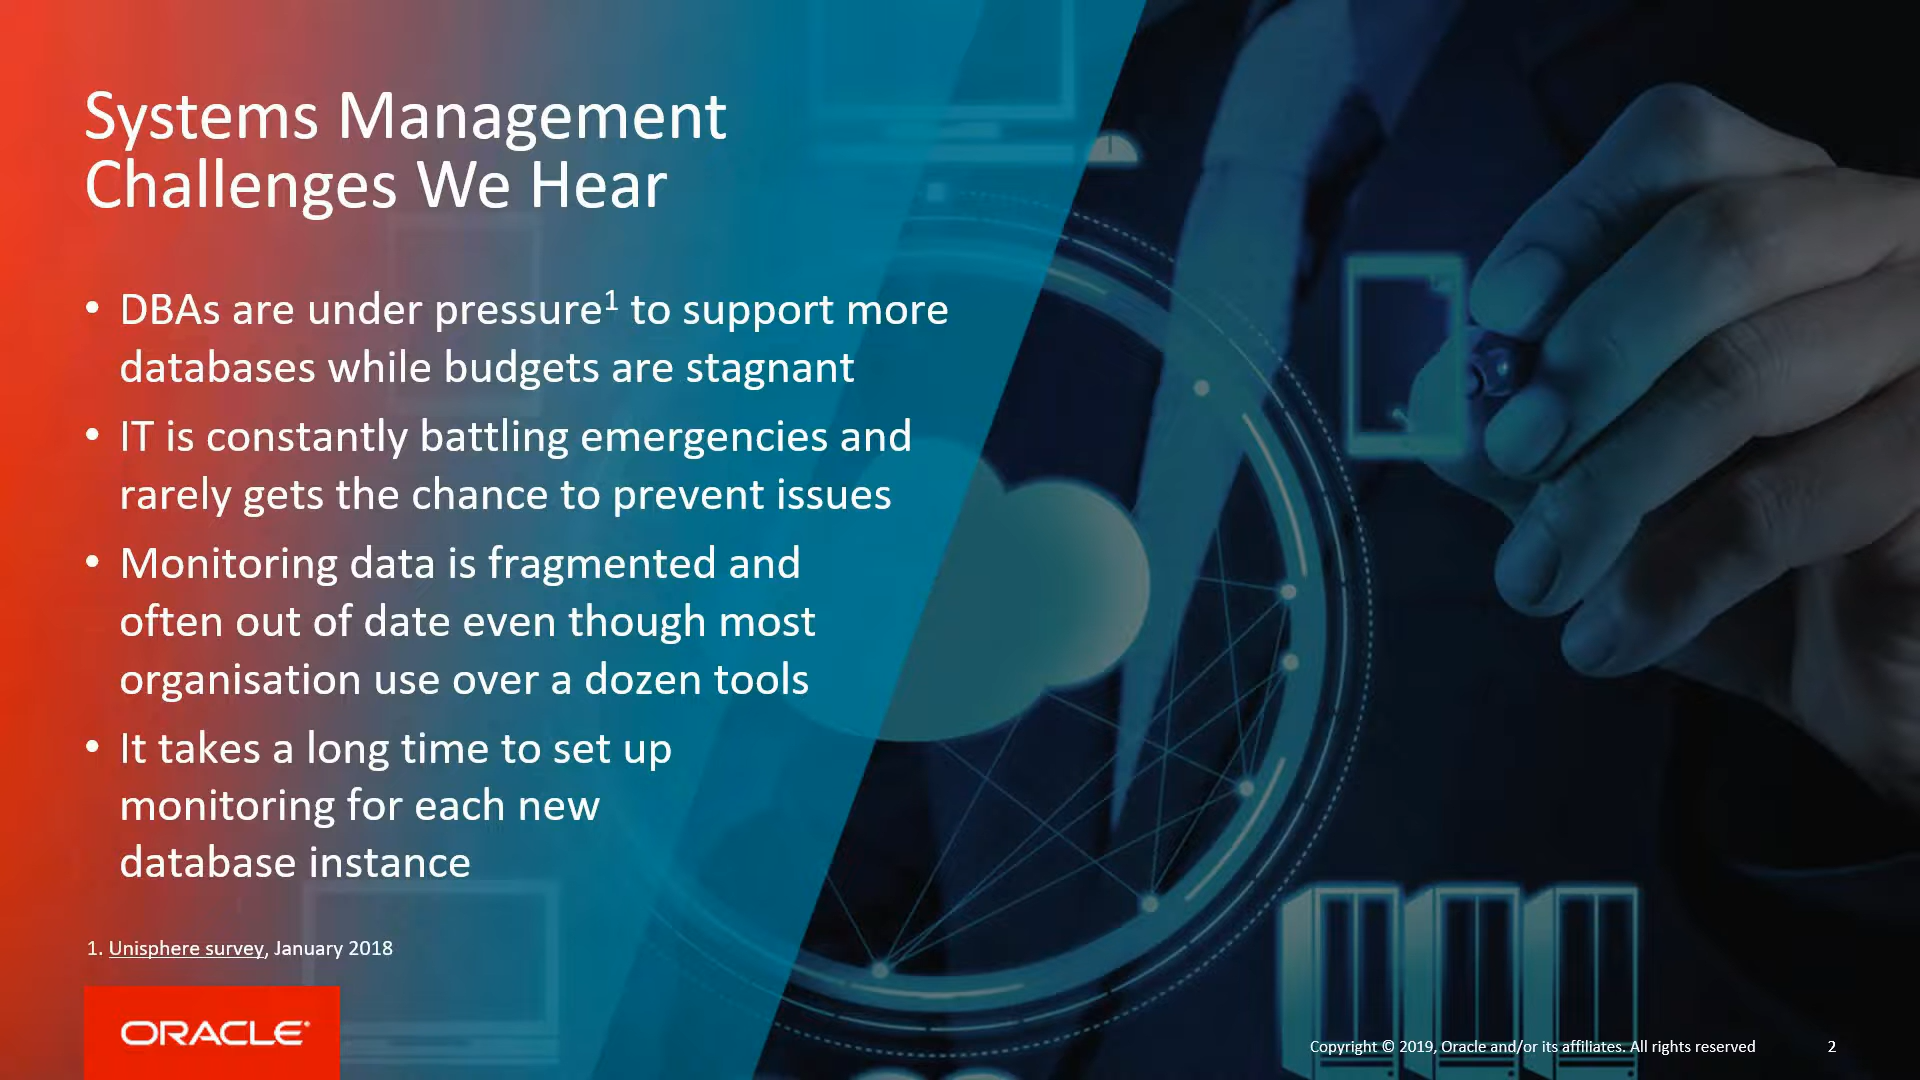 Systems Management
Challenges We Hear
• DBAs are under pressure¹ to support more
databases while budgets are stagnant
• IT is constantly battling emergencies and
rarely gets the chance to prevent issues
• Monitoring data is fragmented and
often out of date even though most
organisation use over a dozen tools
• It takes a long time to set up
monitoring for each new
database instance
1. Unisphere survey, January 2018
ORACLE®
Copyright © 2019, Oracle and/or its affiliates. All rights reserved 2